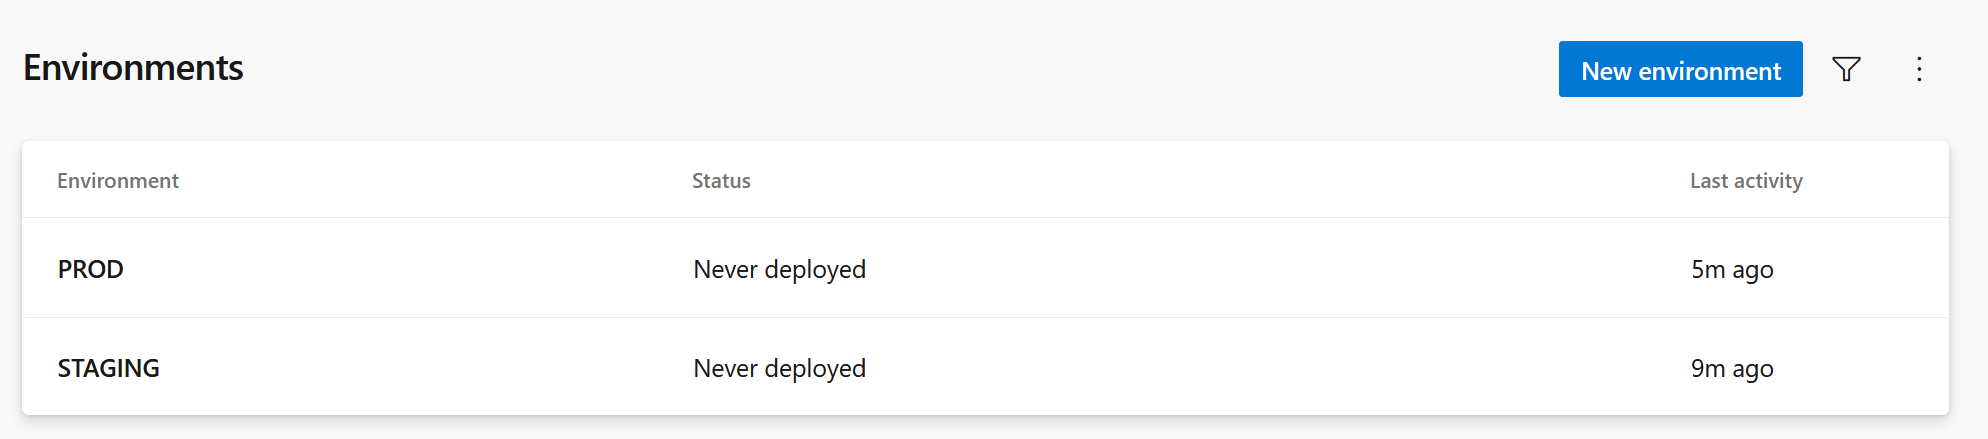 Environments
New environment
Environment Status Last activity
PROD Never deployed 5m ago
STAGING Never deployed 9m ago